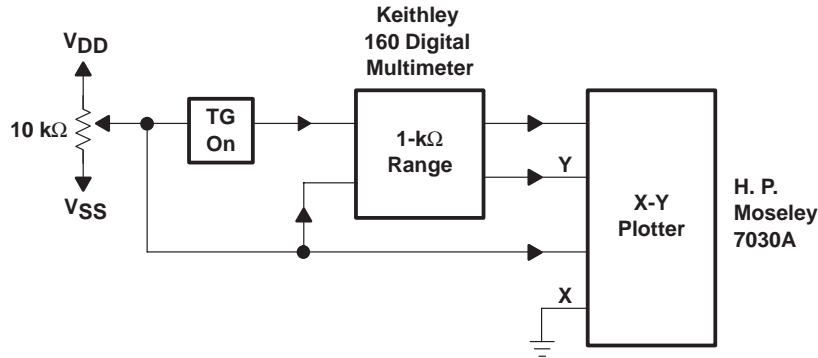 Keithley
160 Digital
Multimeter
VDD
10 kΩ
VSS
TG
On
1-kΩ
Range
Y
X
X-Y
Plotter
H. P.
Moseley
7030A